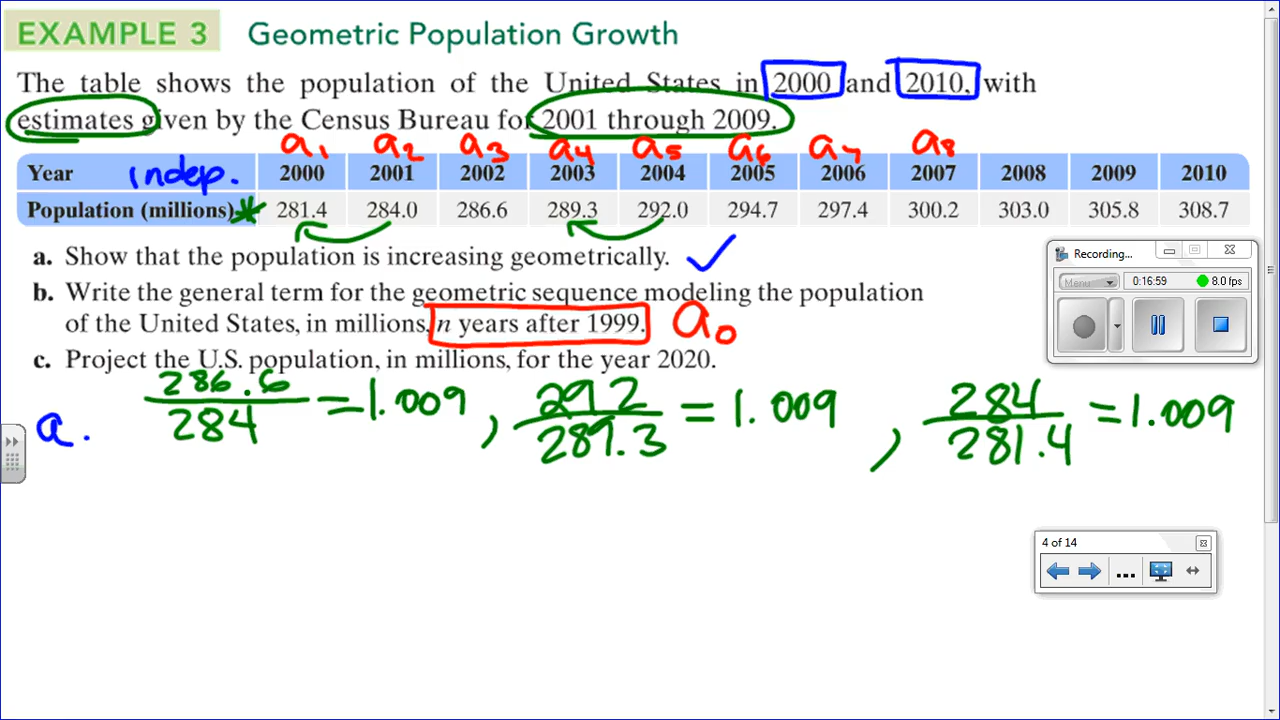 EXAMPLE 3 Geometric Population Growth
The table shows the population of the United States in 2000 and 2010, with
estimates given by the Census Bureau for 2001 through 2009.
a1 a2 a3 a4 a5 a6 a7 a8
Year indep. 2000 2001 2002 2003 2004 2005 2006 2007 2008 2009 2010
Population (millions) * 281.4 284.0 286.6 289.3 292.0 294.7 297.4 300.2 303.0 305.8 308.7
a. Show that the population is increasing geometrically. ✓
b. Write the general term for the geometric sequence modeling the population
of the United States, in millions, n years after 1999. a0
c. Project the U.S. population, in millions, for the year 2020.
a. 286.6/284 = 1.009, 292/289.3 = 1.009, 284/281.4 = 1.009
Recording...
Menu 0:16:59 8.0 fps
4 of 14
...